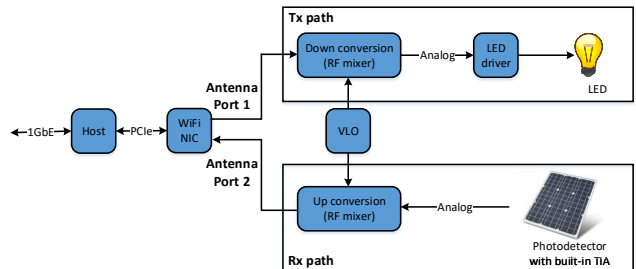 Tx path
Down conversion
(RF mixer)
Analog
LED
driver
LED
Antenna
Port 1
1GbE
Host
PCIe
WiFi
NIC
VLO
Antenna
Port 2
Up conversion
(RF mixer)
Analog
Photodetector
with built-in TIA
Rx path